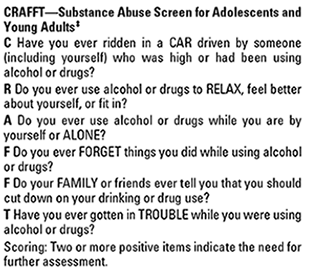 CRAFFT—Substance Abuse Screen for Adolescents and
Young Adults‡
C Have you ever ridden in a CAR driven by someone
(including yourself) who was high or had been using
alcohol or drugs?
R Do you ever use alcohol or drugs to RELAX, feel better
about yourself, or fit in?
A Do you ever use alcohol or drugs while you are by
yourself or ALONE?
F Do you ever FORGET things you did while using alcohol
or drugs?
F Do your FAMILY or friends ever tell you that you should
cut down on your drinking or drug use?
T Have you ever gotten in TROUBLE while you were using
alcohol or drugs?
Scoring: Two or more positive items indicate the need for
further assessment.